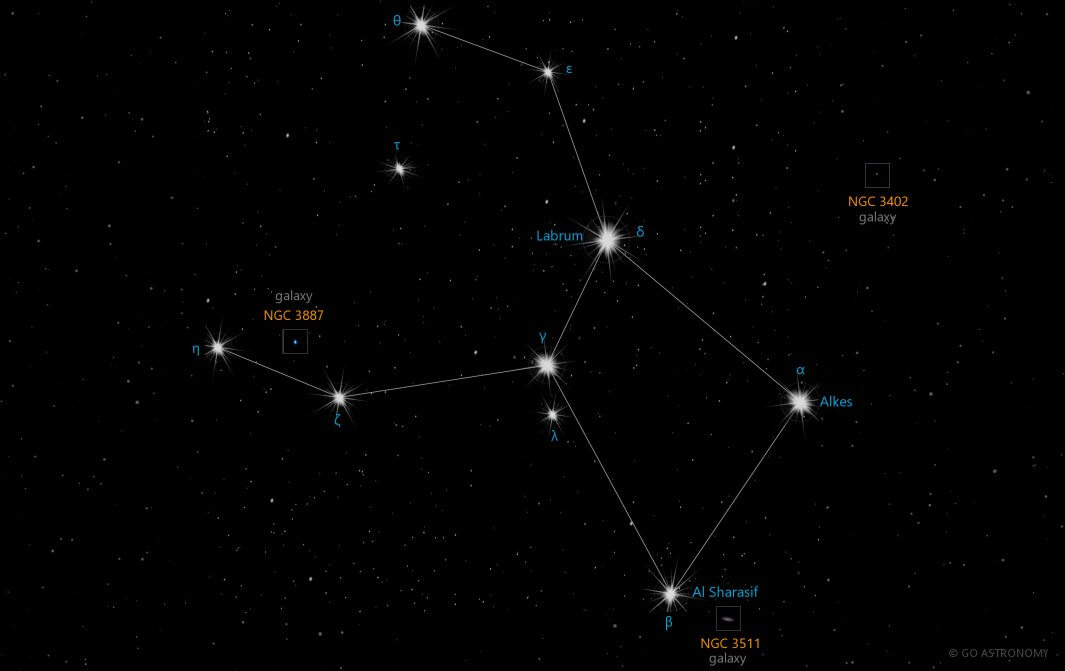 θ
ε
τ
NGC 3402
galaxy
Labrum
δ
galaxy
NGC 3887
η
γ
α
Alkes
ζ
λ
Al Sharasif
β
NGC 3511
galaxy
© GO ASTRONOMY